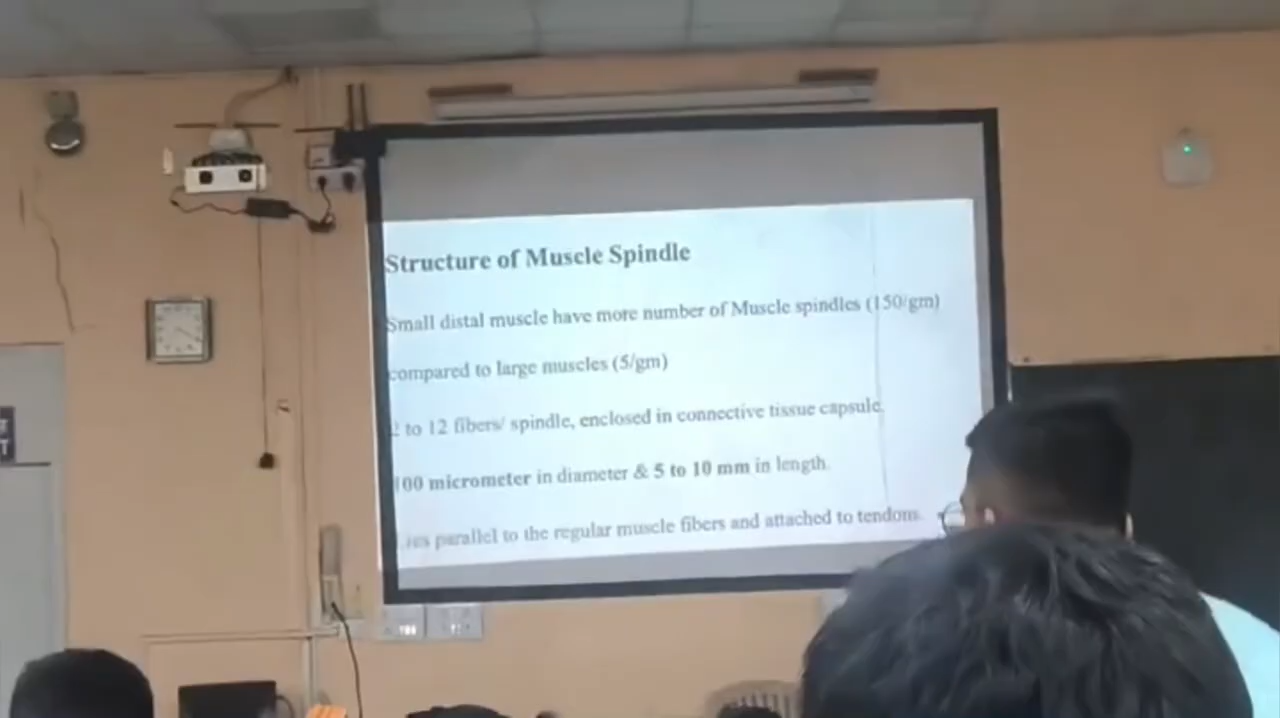 Structure of Muscle Spindle
Small distal muscle have more number of Muscle spindles (150/gm)
compared to large muscles (5/gm)
to 12 fibers/ spindle, enclosed in connective tissue capsule.
100 micrometer in diameter & 5 to 10 mm in length.
parallel to the regular muscle fibers and attached to tendons.